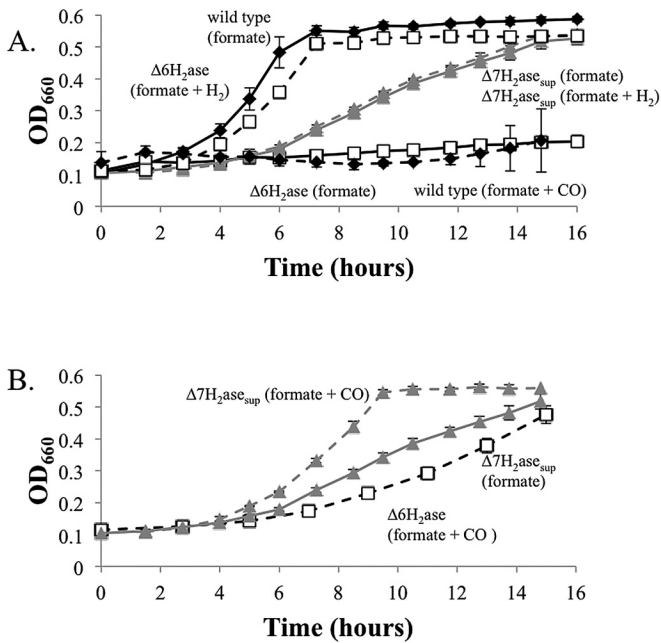 A.
OD660
0.6
0.5
0.4
0.3
0.2
0.1
0
wild type
(formate)
Δ6H2ase
(formate + H2)
Δ7H2asesup (formate)
Δ7H2asesup (formate + H2)
Δ6H2ase (formate)
wild type (formate + CO)
0 2 4 6 8 10 12 14 16
Time (hours)
B.
OD660
0.6
0.5
0.4
0.3
0.2
0.1
0
Δ7H2asesup (formate + CO)
Δ7H2asesup
(formate)
Δ6H2ase
(formate + CO )
0 2 4 6 8 10 12 14 16
Time (hours)